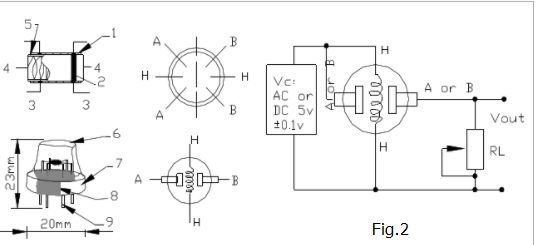 5
1
4
4
2
3
3
A
B
H
H
A
B
6
7
8
9
23mm
20mm
H
A
B
H
Vc:
AC or
DC 5v
±0.1v
A or B
H
H
A or B
Vout
RL
Fig.2